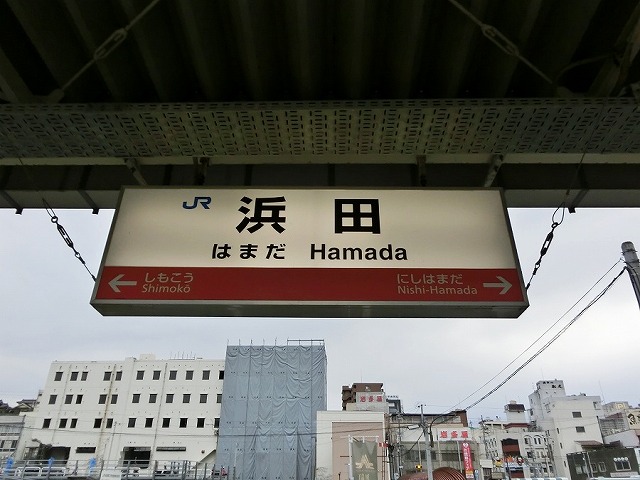 JR 浜田
はまだ Hamada
しもこう にしはまだ
Shimokō Nishi-Hamada